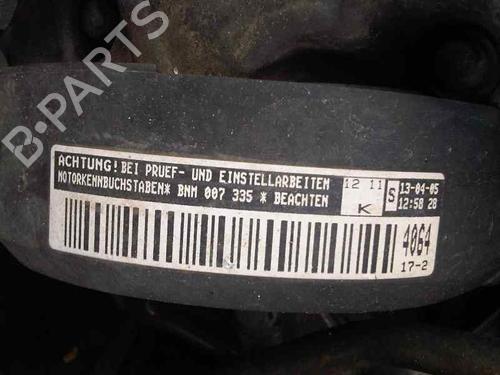 B-PARTS
ACHTUNG! BEI PRUEF- UND EINSTELLARBEITEN
MOTORKENNBUCHSTABEN* BNM 007 335 * BEACHTEN
12 11
K
S
13-04-05
12:58 28
4064
17-2